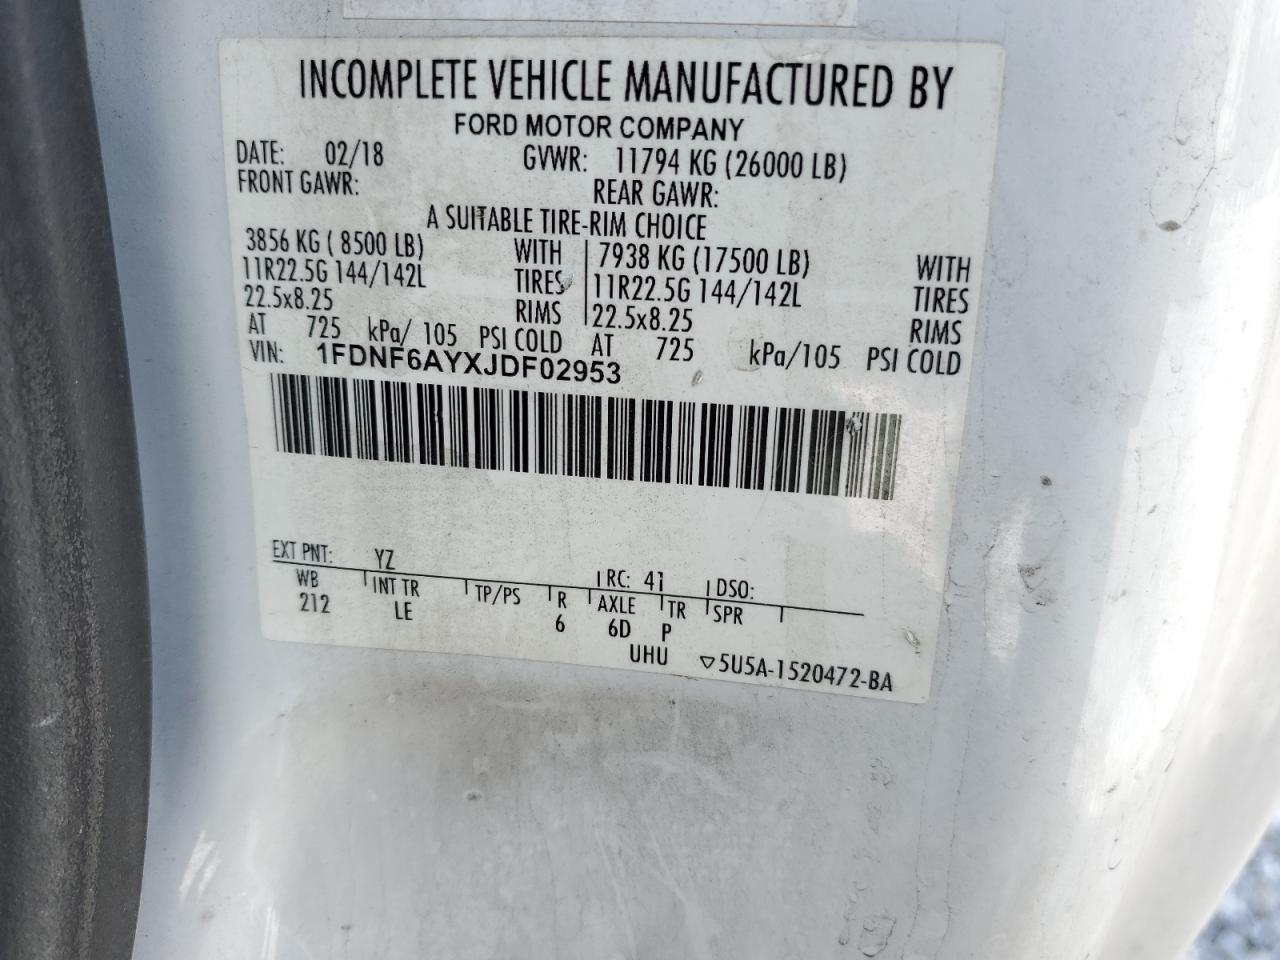 INCOMPLETE VEHICLE MANUFACTURED BY
FORD MOTOR COMPANY
DATE: 02/18 GVWR: 11794 KG (26000 LB)
FRONT GAWR: REAR GAWR:
A SUITABLE TIRE-RIM CHOICE
3856 KG ( 8500 LB) WITH 7938 KG (17500 LB) WITH
11R22.5G 144/142L TIRES 11R22.5G 144/142L TIRES
22.5x8.25 RIMS 22.5x8.25 RIMS
AT 725 kPa/ 105 PSI COLD AT 725 kPa/105 PSI COLD
VIN: 1FDNF6AYXJDF02953
EXT PNT: YZ RC: 41 DSO:
WB INT TR TP/PS R AXLE TR SPR
212 LE 6 6D P
UHU ▽5U5A-1520472-BA